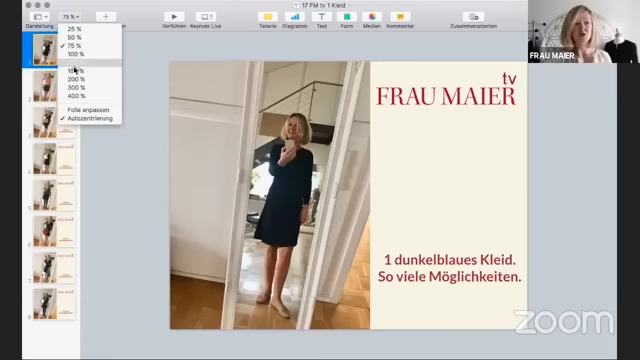 17 FM tv 1 Kleid
75 %
Darstellung
Vorführen
Keynote Live
Tabelle
Diagramm
Text
Form
Medien
Kommentar
Zusammenarbeiten
25 %
50 %
75 %
100 %
200 %
300 %
400 %
Folie anpassen
Autozentrierung
FRAU MAIER
tv
FRAU MAIER
1 dunkelblaues Kleid.
So viele Möglichkeiten.
zoom